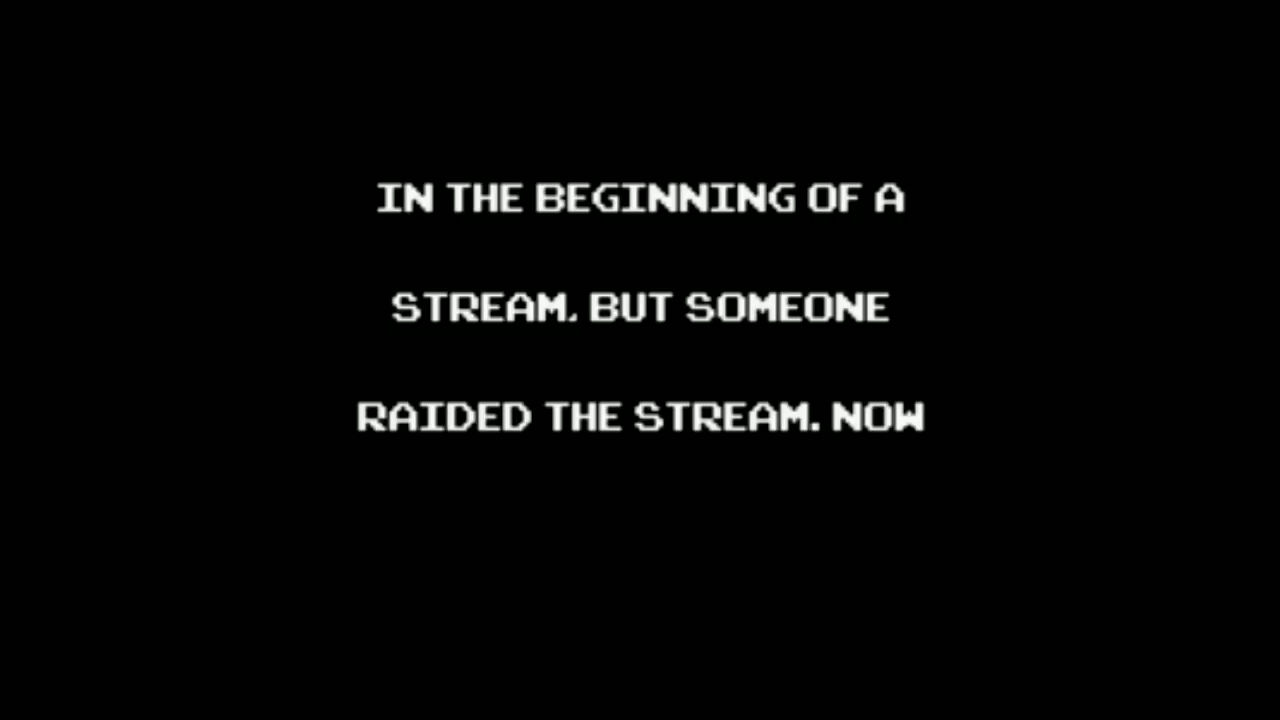 IN THE BEGINNING OF A
STREAM, BUT SOMEONE
RAIDED THE STREAM. NOW